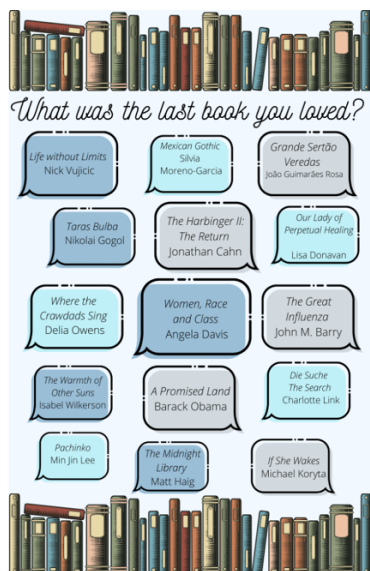 What was the last book you loved?
Life without Limits
Nick Vujicic
Mexican Gothic
Silvia
Moreno-Garcia
Grande Sertão
Veredas
João Guimarães Rosa
Taras Bulba
Nikolai Gogol
The Harbinger II:
The Return
Jonathan Cahn
Our Lady of
Perpetual Healing
Lisa Donavan
Where the
Crawdads Sing
Delia Owens
Women, Race
and Class
Angela Davis
The Great
Influenza
John M. Barry
The Warmth of
Other Suns
Isabel Wilkerson
A Promised Land
Barack Obama
Die Suche
The Search
Charlotte Link
Pachinko
Min Jin Lee
The Midnight
Library
Matt Haig
If She Wakes
Michael Koryta